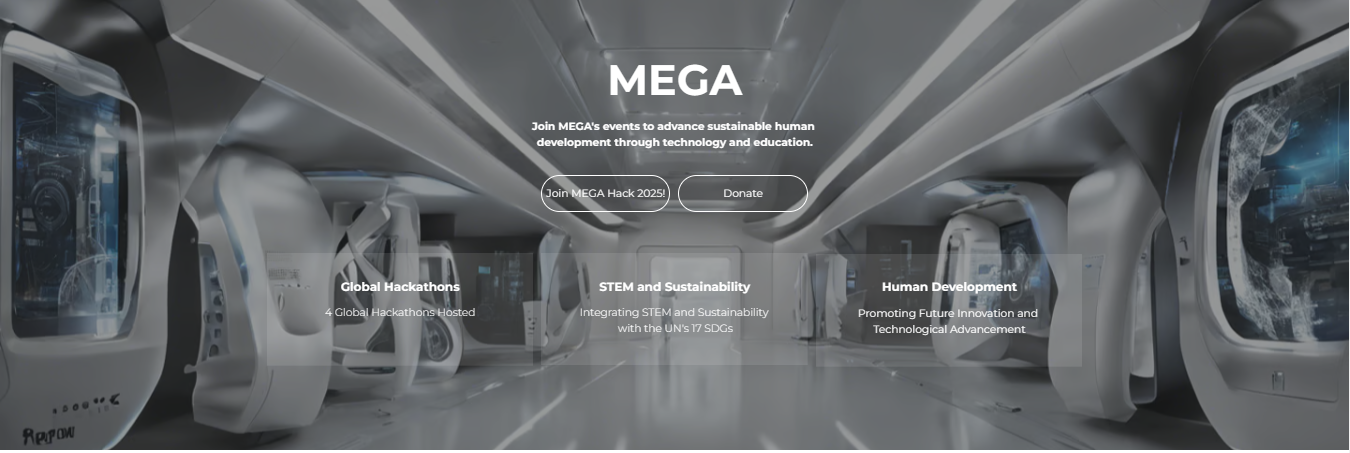 MEGA
Join MEGA's events to advance sustainable human
development through technology and education.
Join MEGA Hack 2025!
Donate
Global Hackathons
4 Global Hackathons Hosted
STEM and Sustainability
Integrating STEM and Sustainability
with the UN's 17 SDGs
Human Development
Promoting Future Innovation and
Technological Advancement